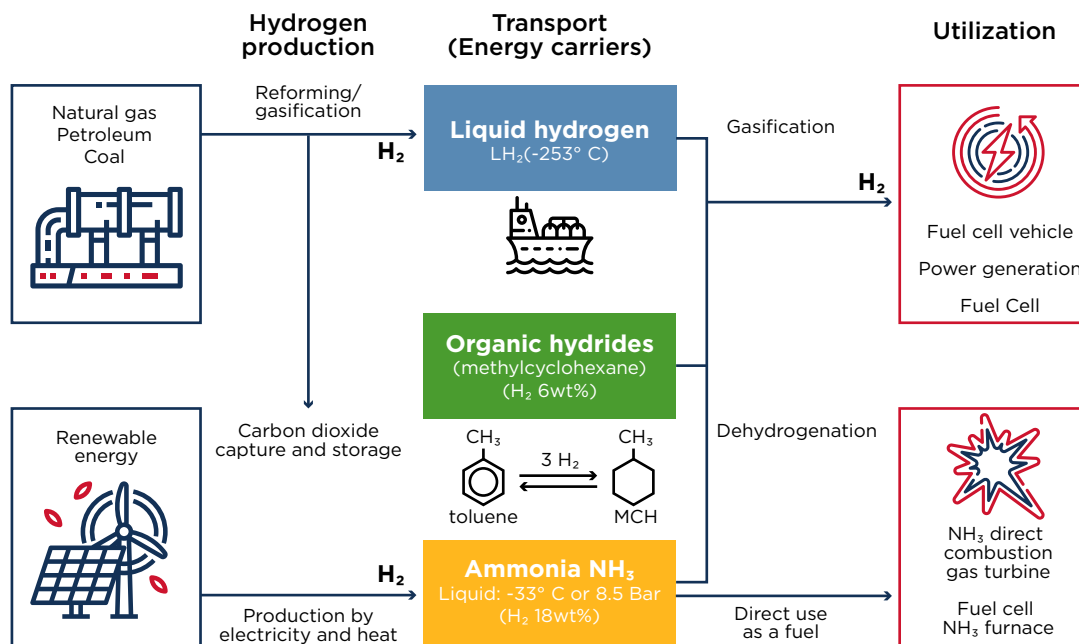 Hydrogen
production
Transport
(Energy carriers)
Utilization
Natural gas
Petroleum
Coal
Reforming/
gasification
H₂
Liquid hydrogen
LH₂(-253° C)
Gasification
H₂
Fuel cell vehicle
Power generation
Fuel Cell
Organic hydrides
(methylcyclohexane)
(H₂ 6wt%)
Renewable
energy
Carbon dioxide
capture and storage
CH₃
3 H₂
CH₃
toluene
MCH
Dehydrogenation
H₂
Production by
electricity and heat
Ammonia NH₃
Liquid: -33° C or 8.5 Bar
(H₂ 18wt%)
Direct use
as a fuel
NH₃ direct
combustion
gas turbine
Fuel cell
NH₃ furnace